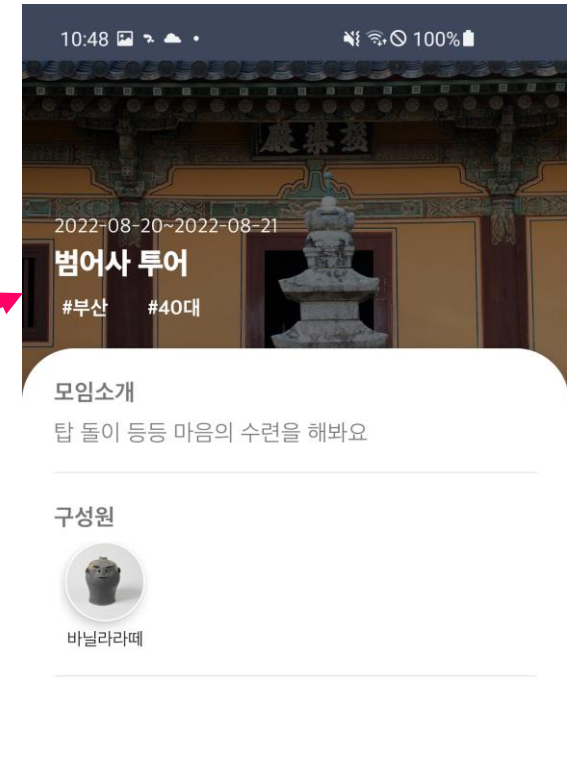 10:48 100%
2022-08-20~2022-08-21
범어사 투어
#부산 #40대
모임소개
탑 돌이 등등 마음의 수련을 해봐요
구성원
바닐라라떼